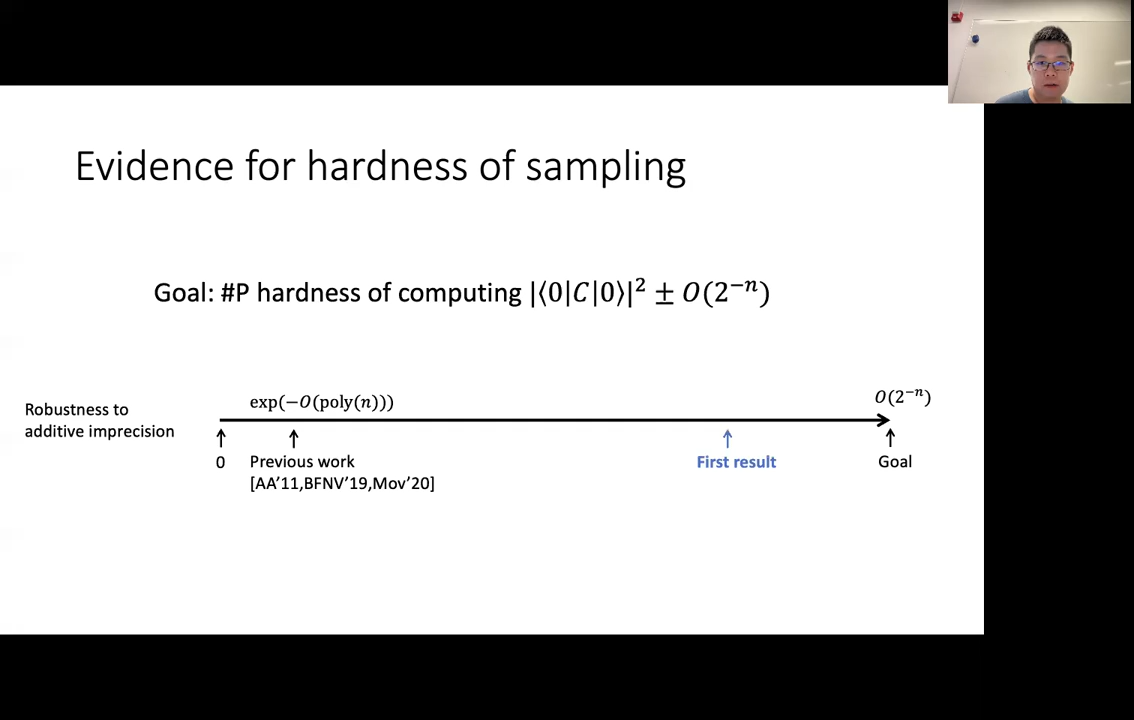 Evidence for hardness of sampling
Goal: #P hardness of computing |⟨0|𝐶|0⟩|² ± 𝑂(2⁻ⁿ)
Robustness to
additive imprecision
exp(−𝑂(poly(𝑛)))
𝑂(2⁻ⁿ)
0
Previous work
[AA’11,BFNV’19,Mov’20]
First result
Goal